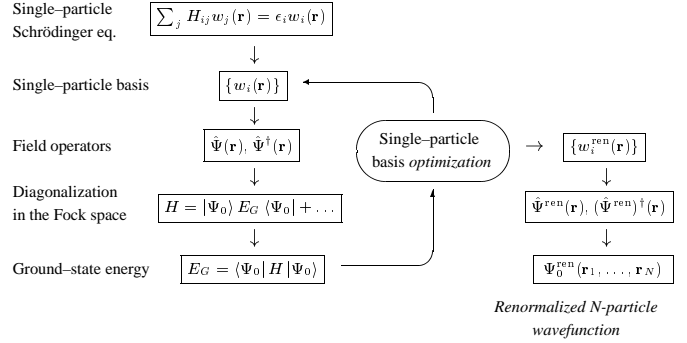 Single–particle
Schrödinger eq.
∑_j H_{ij} w_j(r) = ϵ_i w_i(r)
Single–particle basis
{w_i(r)}
Field operators
Ψ̂(r), Ψ̂†(r)
Single–particle
basis optimization
→
{w_i^{ren}(r)}
Diagonalization
in the Fock space
H = |Ψ_0⟩ E_G ⟨Ψ_0| + ...
Ψ̂^{ren}(r), (Ψ̂^{ren})†(r)
Ground–state energy
E_G = ⟨Ψ_0| H |Ψ_0⟩
Ψ_0^{ren}(r_1, ..., r_N)
Renormalized N-particle
wavefunction